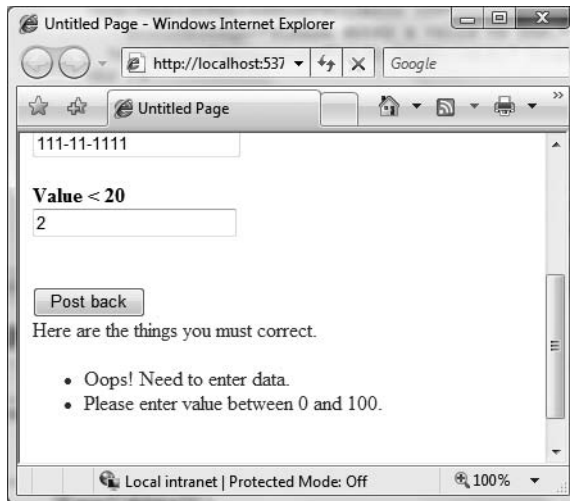 Untitled Page - Windows Internet Explorer
http://localhost:537
Google
Untitled Page
111-11-1111
Value < 20
2
Post back
Here are the things you must correct.
• Oops! Need to enter data.
• Please enter value between 0 and 100.
Local intranet | Protected Mode: Off
100%